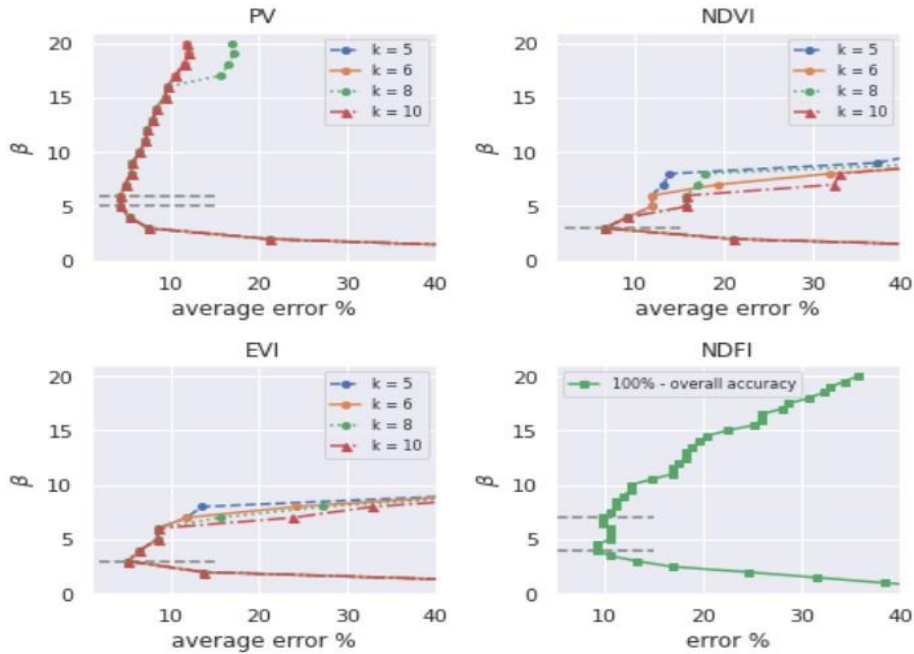 PV
20
15
10
5
0
β
k = 5
k = 6
k = 8
k = 10
10 20 30 40
average error %
NDVI
20
15
10
5
0
β
k = 5
k = 6
k = 8
k = 10
10 20 30 40
average error %
EVI
20
15
10
5
0
β
k = 5
k = 6
k = 8
k = 10
10 20 30 40
average error %
NDFI
20
15
10
5
0
β
100% - overall accuracy
10 20 30 40
error %